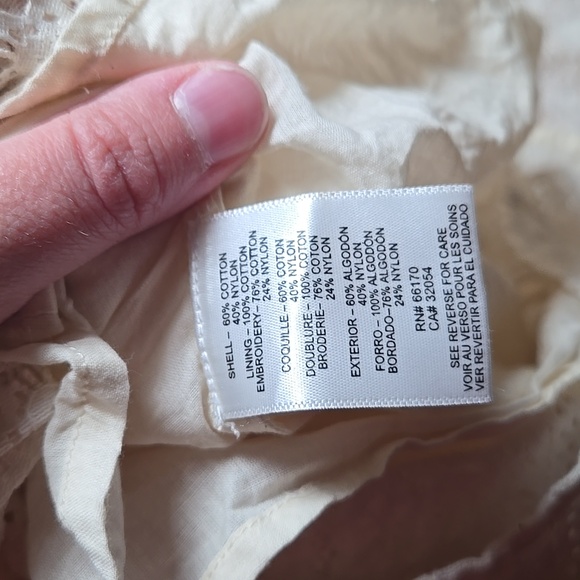 SHELL – 60% COTTON
40% NYLON
LINING – 100% COTTON
EMBROIDERY – 76% COTTON
24% NYLON
COQUILLE – 60% COTON
40% NYLON
DOUBLURE – 100% COTON
BRODERIE – 76% COTON
24% NYLON
EXTERIOR – 60% ALGODÓN
40% NYLON
FORRO – 100% ALGODÓN
BORDADO–76% ALGODÓN
24% NYLON
RN# 66170
CA# 32054
SEE REVERSE FOR CARE
VOIR AU VERSO POUR LES SOINS
VER REVERTIR PARA EL CUIDADO